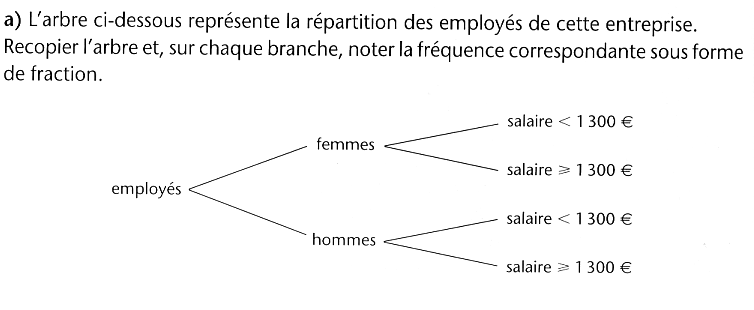 a) L'arbre ci-dessous représente la répartition des employés de cette entreprise.
Recopier l'arbre et, sur chaque branche, noter la fréquence correspondante sous forme
de fraction.
salaire < 1 300 €
femmes
salaire ⩾ 1 300 €
employés
salaire < 1 300 €
hommes
salaire ⩾ 1 300 €